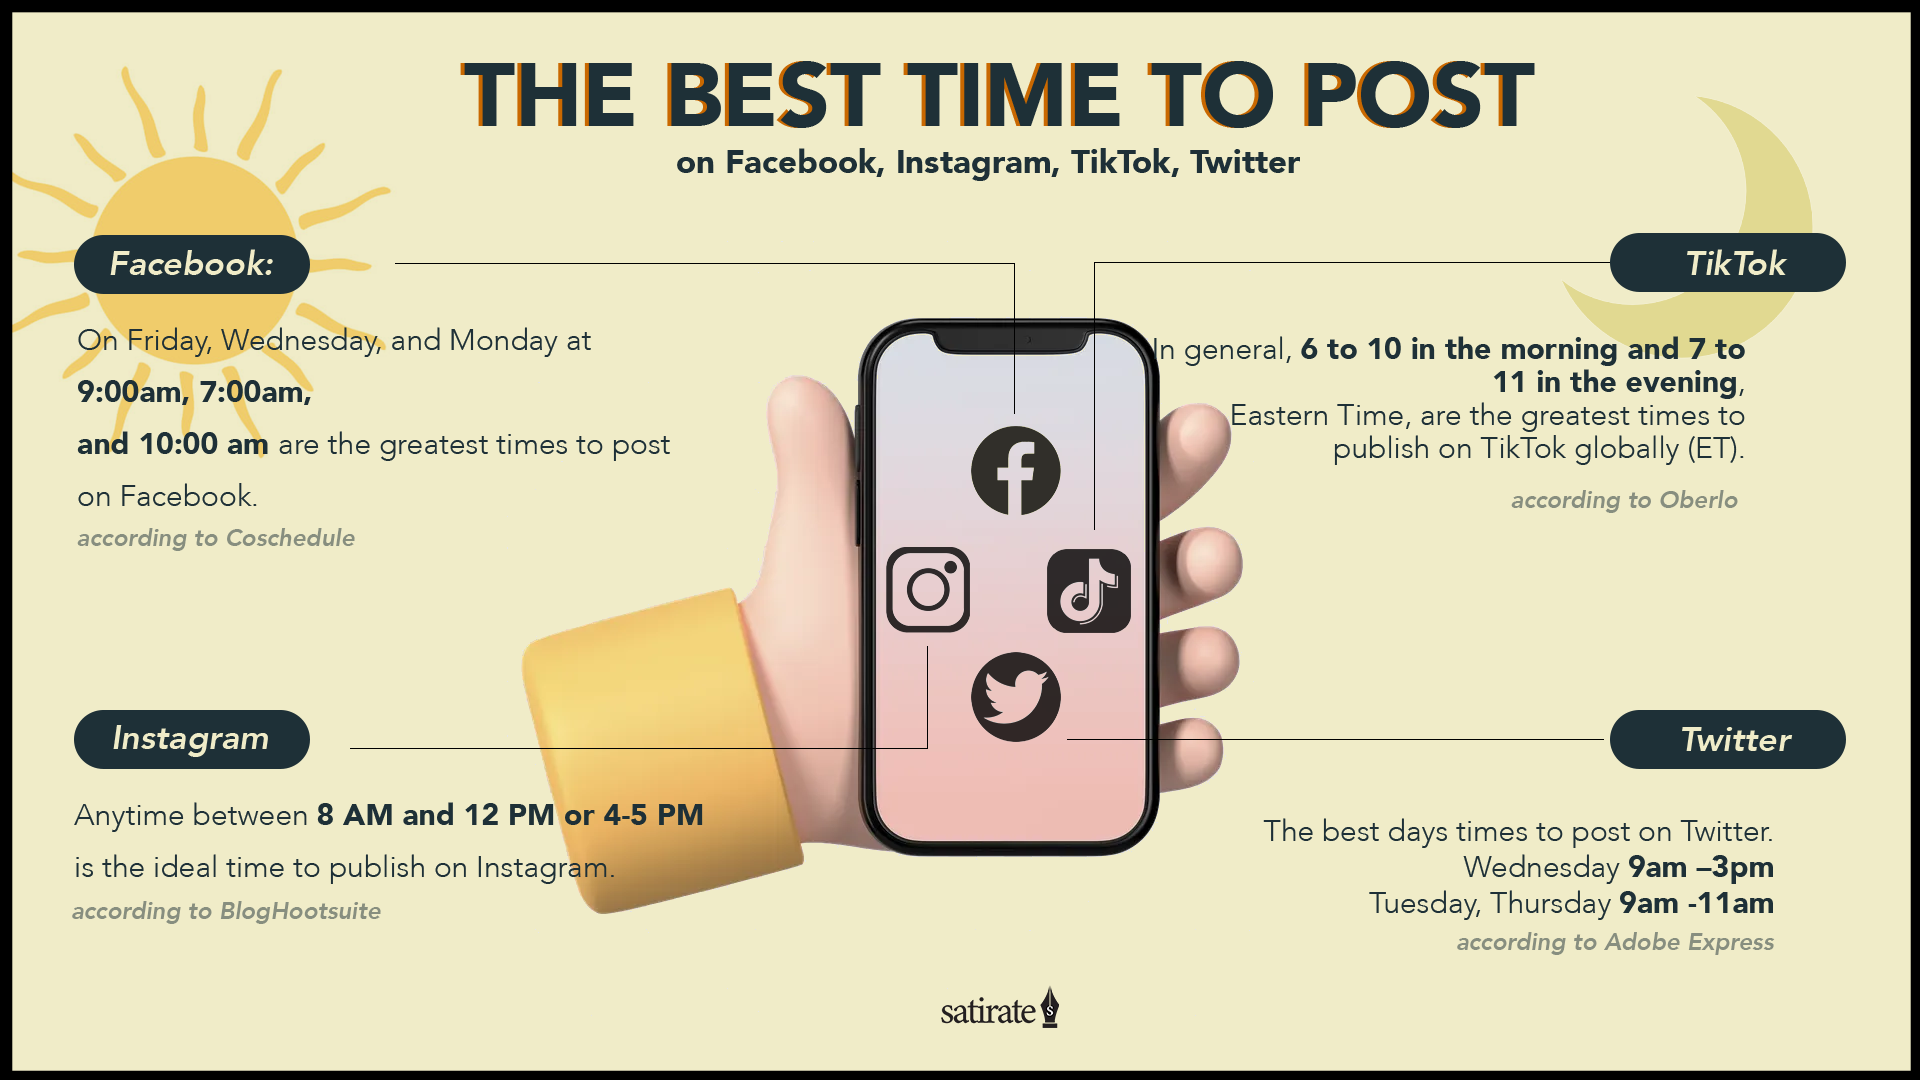 THE BEST TIME TO POST
on Facebook, Instagram, TikTok, Twitter
Facebook:
On Friday, Wednesday, and Monday at
9:00am, 7:00am,
and 10:00 am are the greatest times to post
on Facebook.
according to Coschedule
TikTok
In general, 6 to 10 in the morning and 7 to
11 in the evening,
Eastern Time, are the greatest times to
publish on TikTok globally (ET).
according to Oberlo
Instagram
Anytime between 8 AM and 12 PM or 4-5 PM
is the ideal time to publish on Instagram.
according to BlogHootsuite
Twitter
The best days times to post on Twitter.
Wednesday 9am –3pm
Tuesday, Thursday 9am -11am
according to Adobe Express
satirate